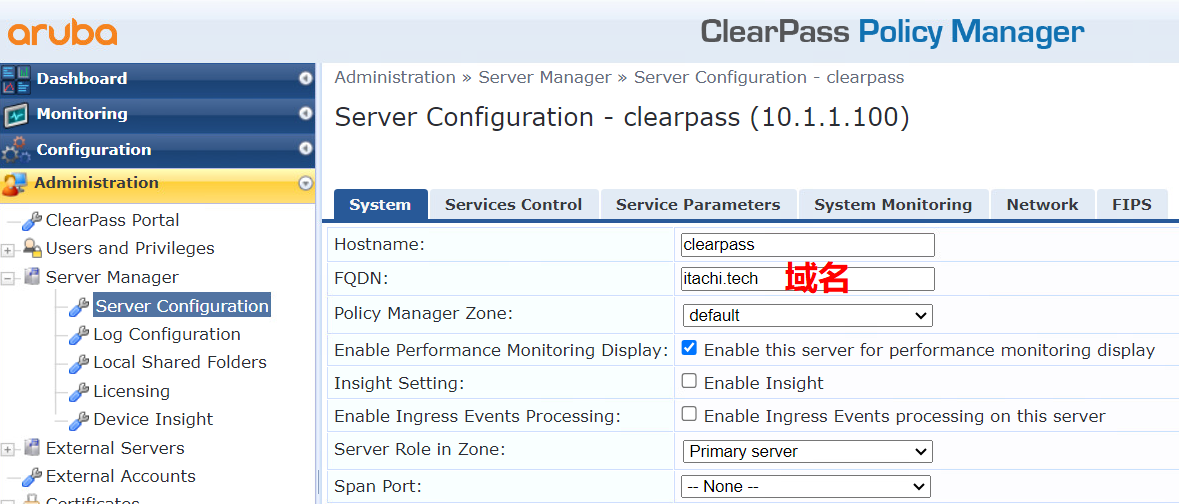 aruba
ClearPass Policy Manager
Dashboard
Monitoring
Configuration
Administration
ClearPass Portal
Users and Privileges
Server Manager
Server Configuration
Log Configuration
Local Shared Folders
Licensing
Device Insight
External Servers
External Accounts
Certificates
Administration » Server Manager » Server Configuration - clearpass
Server Configuration - clearpass (10.1.1.100)
System Services Control Service Parameters System Monitoring Network FIPS
Hostname: clearpass
FQDN: itachi.tech 域名
Policy Manager Zone: default
Enable Performance Monitoring Display: Enable this server for performance monitoring display
Insight Setting: Enable Insight
Enable Ingress Events Processing: Enable Ingress Events processing on this server
Server Role in Zone: Primary server
Span Port: -- None --